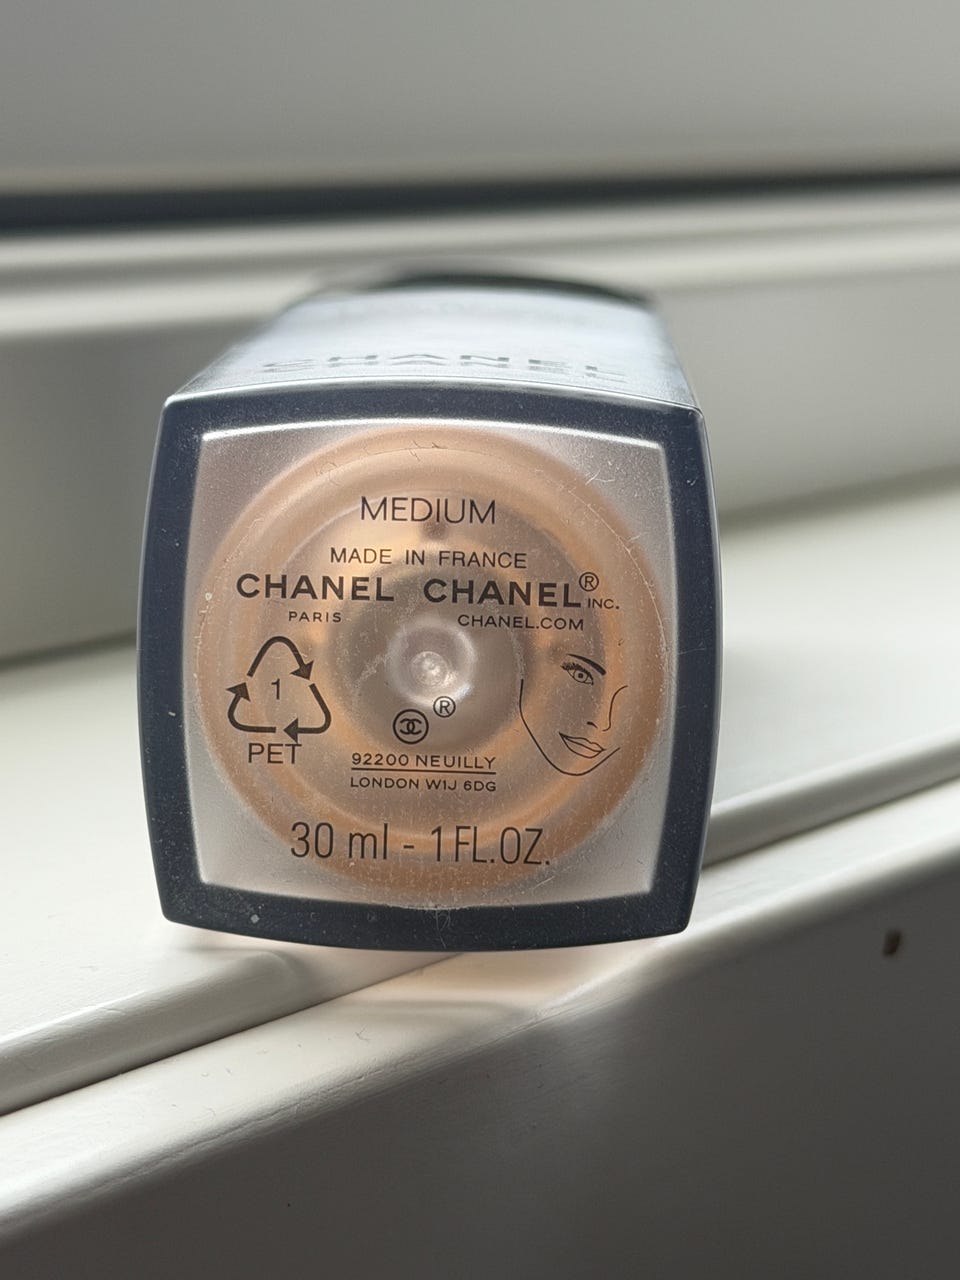 CHANEL
MEDIUM
MADE IN FRANCE
CHANEL CHANEL® INC.
PARIS CHANEL.COM
1
PET
®
92200 NEUILLY
LONDON W1J 6DG
30 ml - 1 FL.OZ.